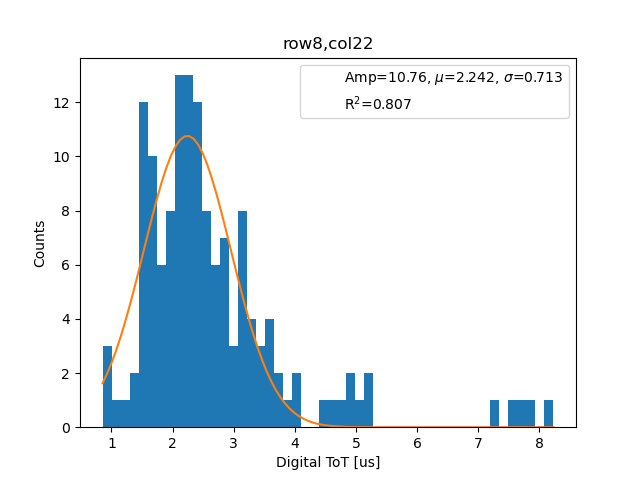 row8,col22
Amp=10.76, μ=2.242, σ=0.713
R²=0.807
12
10
8
6
4
2
0
Counts
1 2 3 4 5 6 7 8
Digital ToT [us]